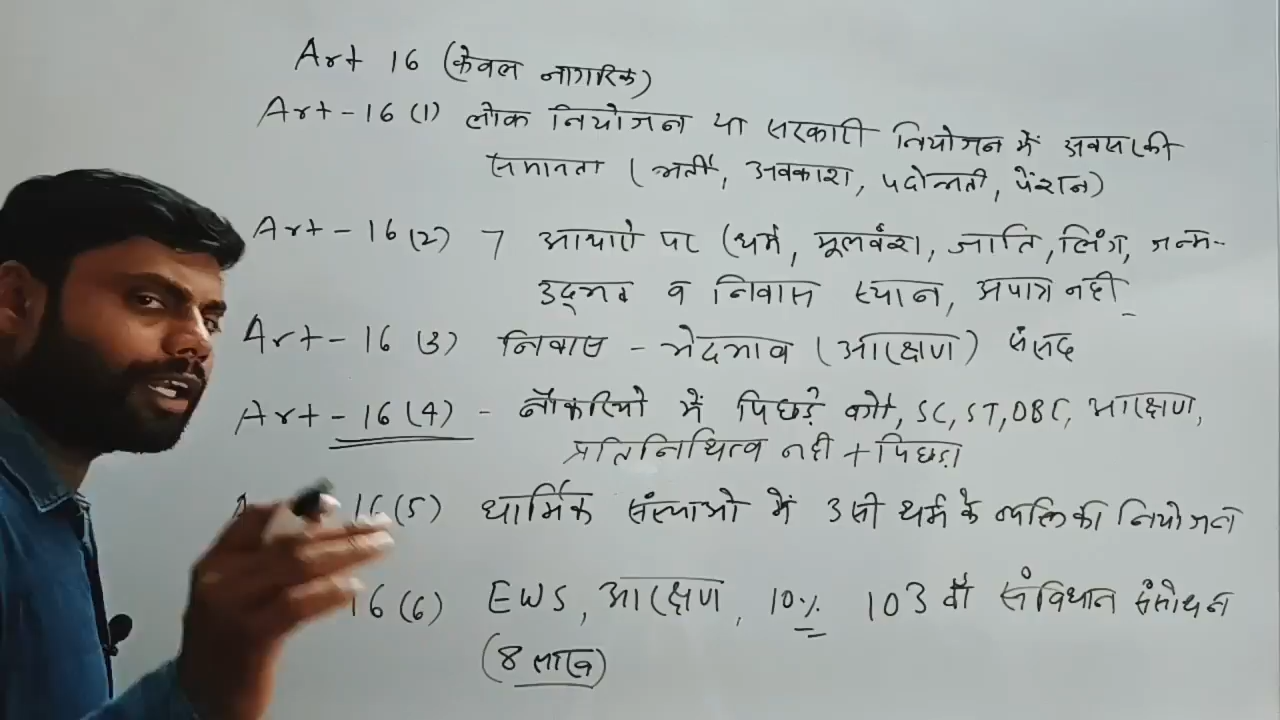 Art 16 (केवल नागरिक)
Art-16 (1) लोक नियोजन या सरकारी नियोजन में अवसर की
समानता (भर्ती, अवकाश, पदोन्नती, पेंशन)
Art-16 (2) 7 आधारो पर (धर्म, मूलवंश, जाति, लिंग, जन्म-
उद्भव व निवास स्थान, अपात्र नही
Art-16 (3) निवास - भेदभाव (आरक्षण) संसद
Art-16 (4) - नौकरियो में पिछड़े वर्गो, SC, ST, OBC, आरक्षण,
प्रतिनिधित्व नही + पिछड़ा
16 (5) धार्मिक संस्थाओ में उसी धर्म के व्यक्ति की नियोजन
16 (6) EWS, आरक्षण, 10% 103 वाँ संविधान संसोधन
(8 लाख)